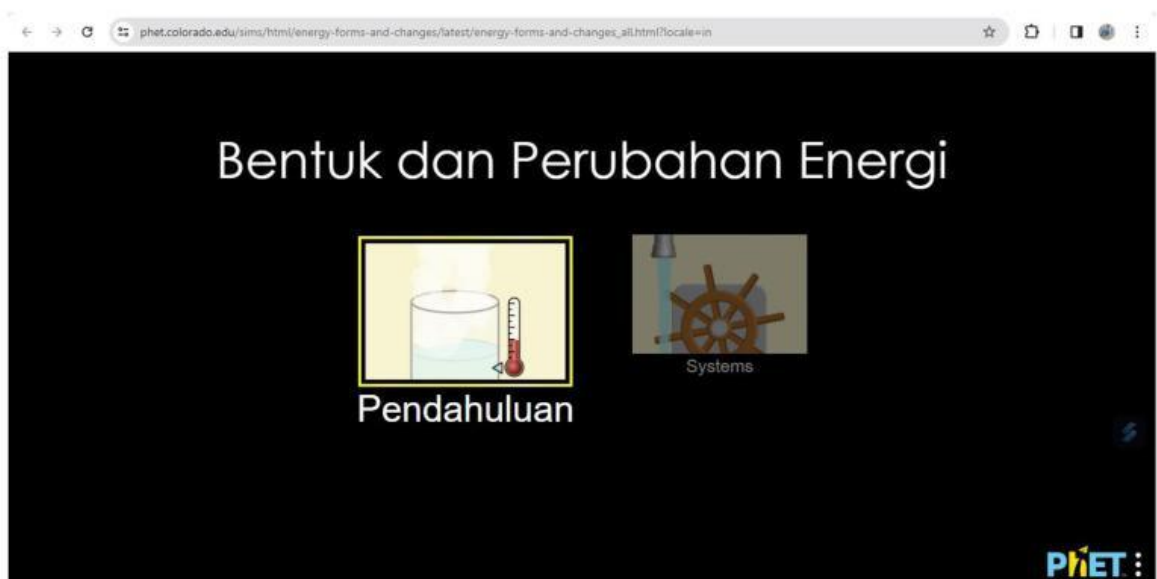 phet.colorado.edu/sims/html/energy-forms-and-changes/latest/energy-forms-and-changes_all.html?locale=in
Bentuk dan Perubahan Energi
Systems
Pendahuluan
PhET